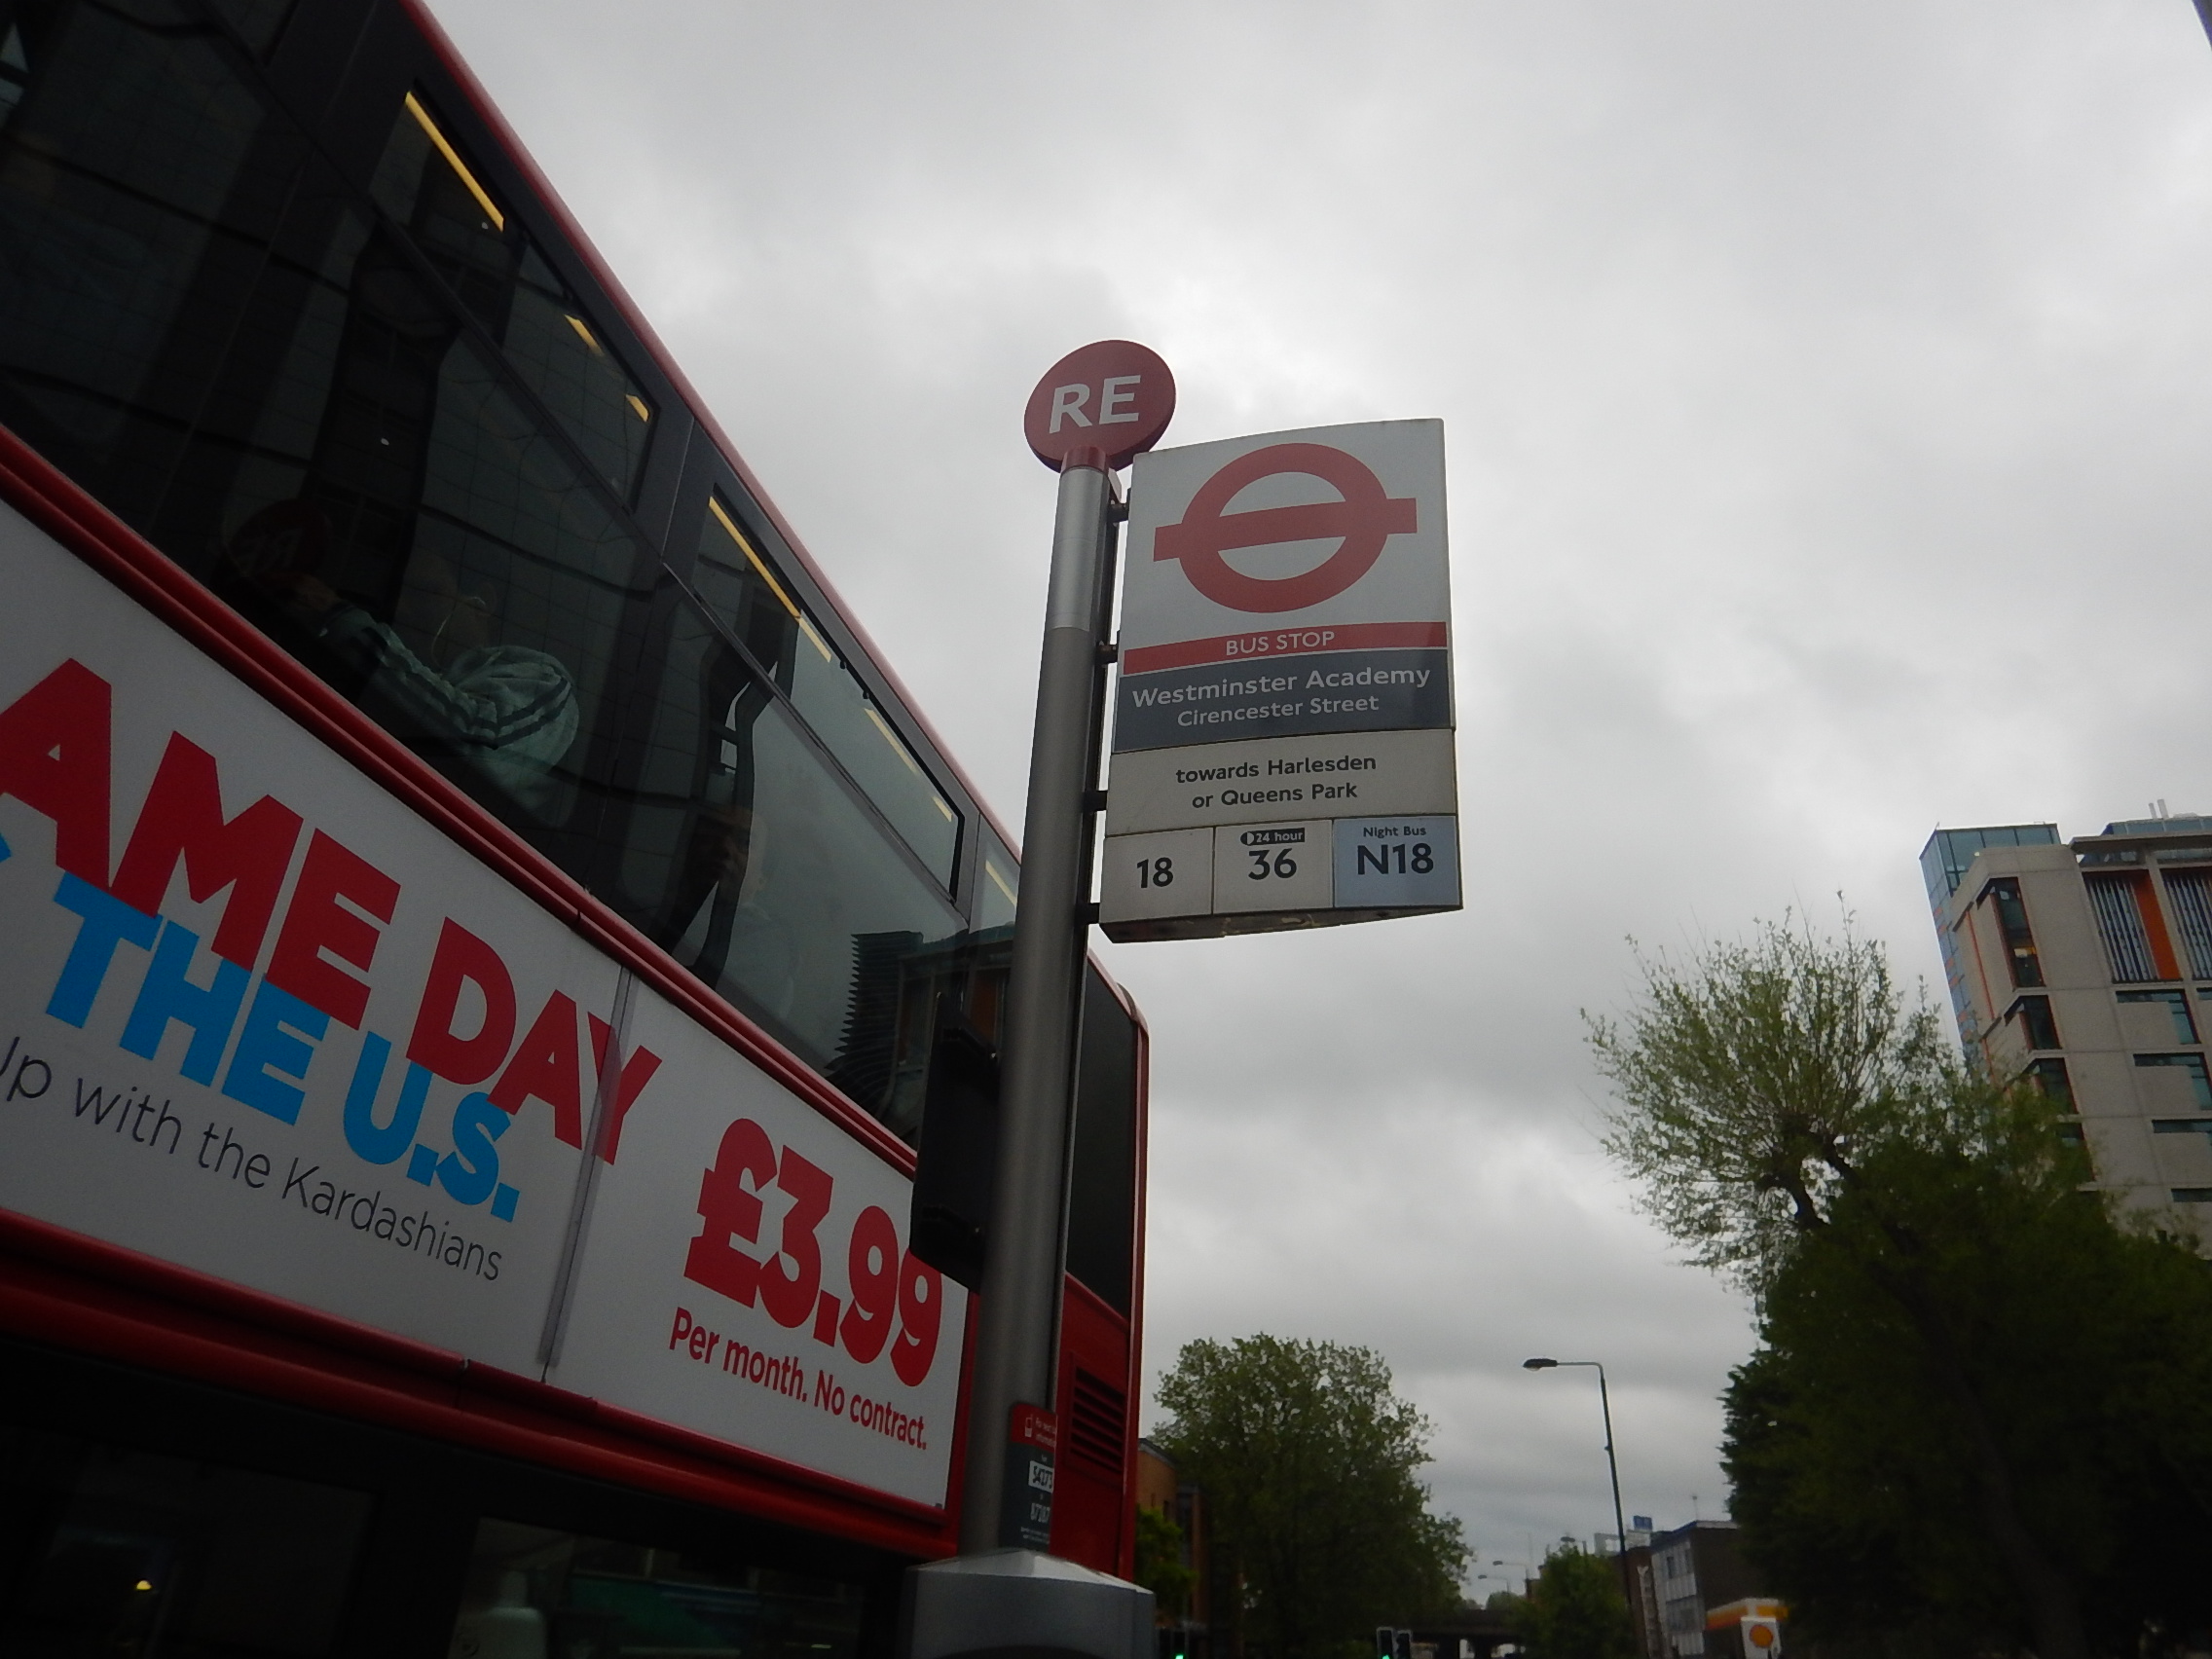 AME DAY
THE U.S.
Up with the Kardashians
£3.99
Per month. No contract.
RE
BUS STOP
Westminster Academy
Cirencester Street
towards Harlesden
or Queens Park
18
24 hour
36
Night Bus
N18